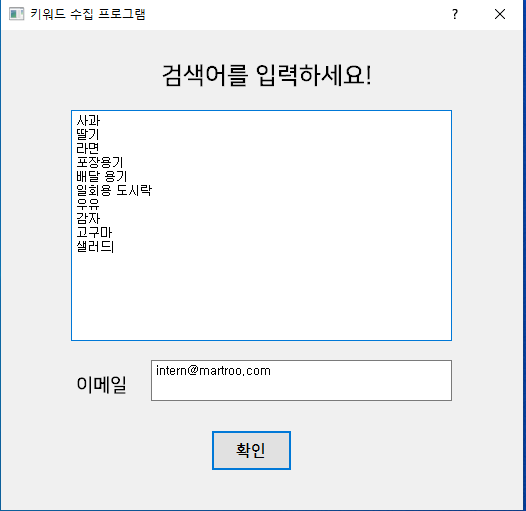 키워드 수집 프로그램
?
검색어를 입력하세요!
사과
딸기
라면
포장용기
배달 용기
일회용 도시락
우유
감자
고구마
샐러드
이메일
intern@martroo.com
확인